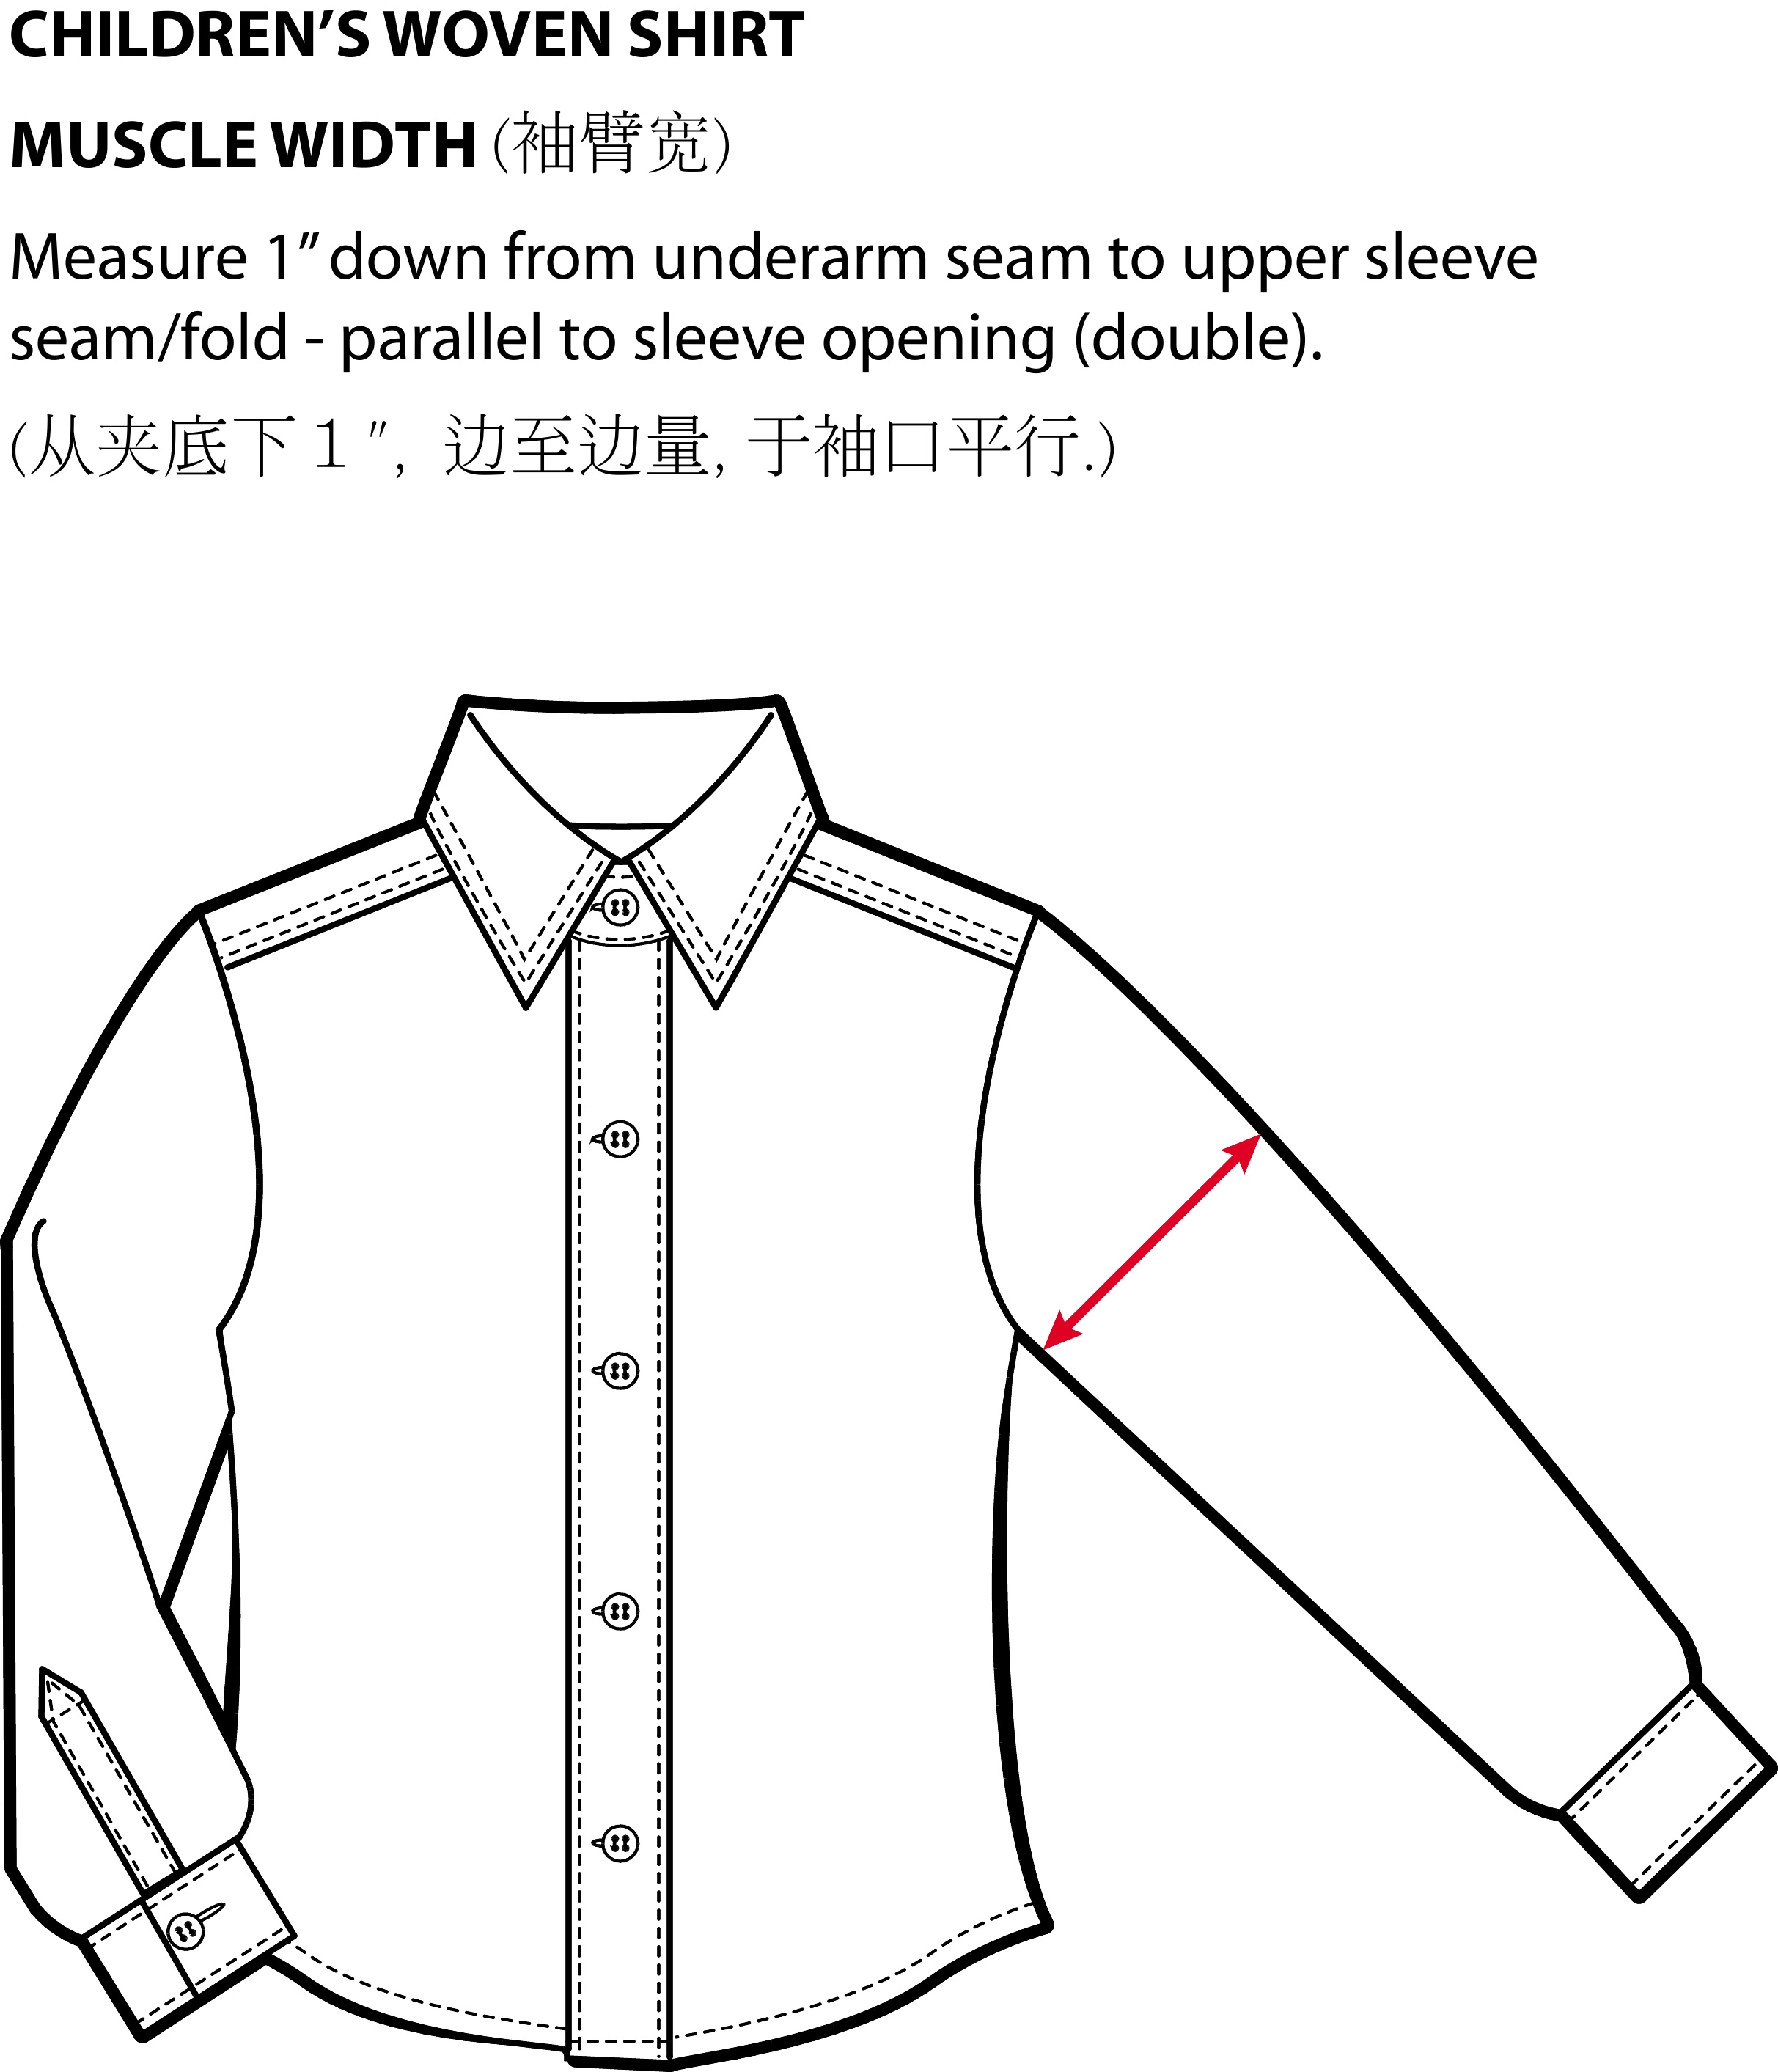 CHILDREN’S WOVEN SHIRT
MUSCLE WIDTH (袖臂宽)
Measure 1” down from underarm seam to upper sleeve
seam/fold - parallel to sleeve opening (double).
(从夹底下1", 边至边量, 于袖口平行.)